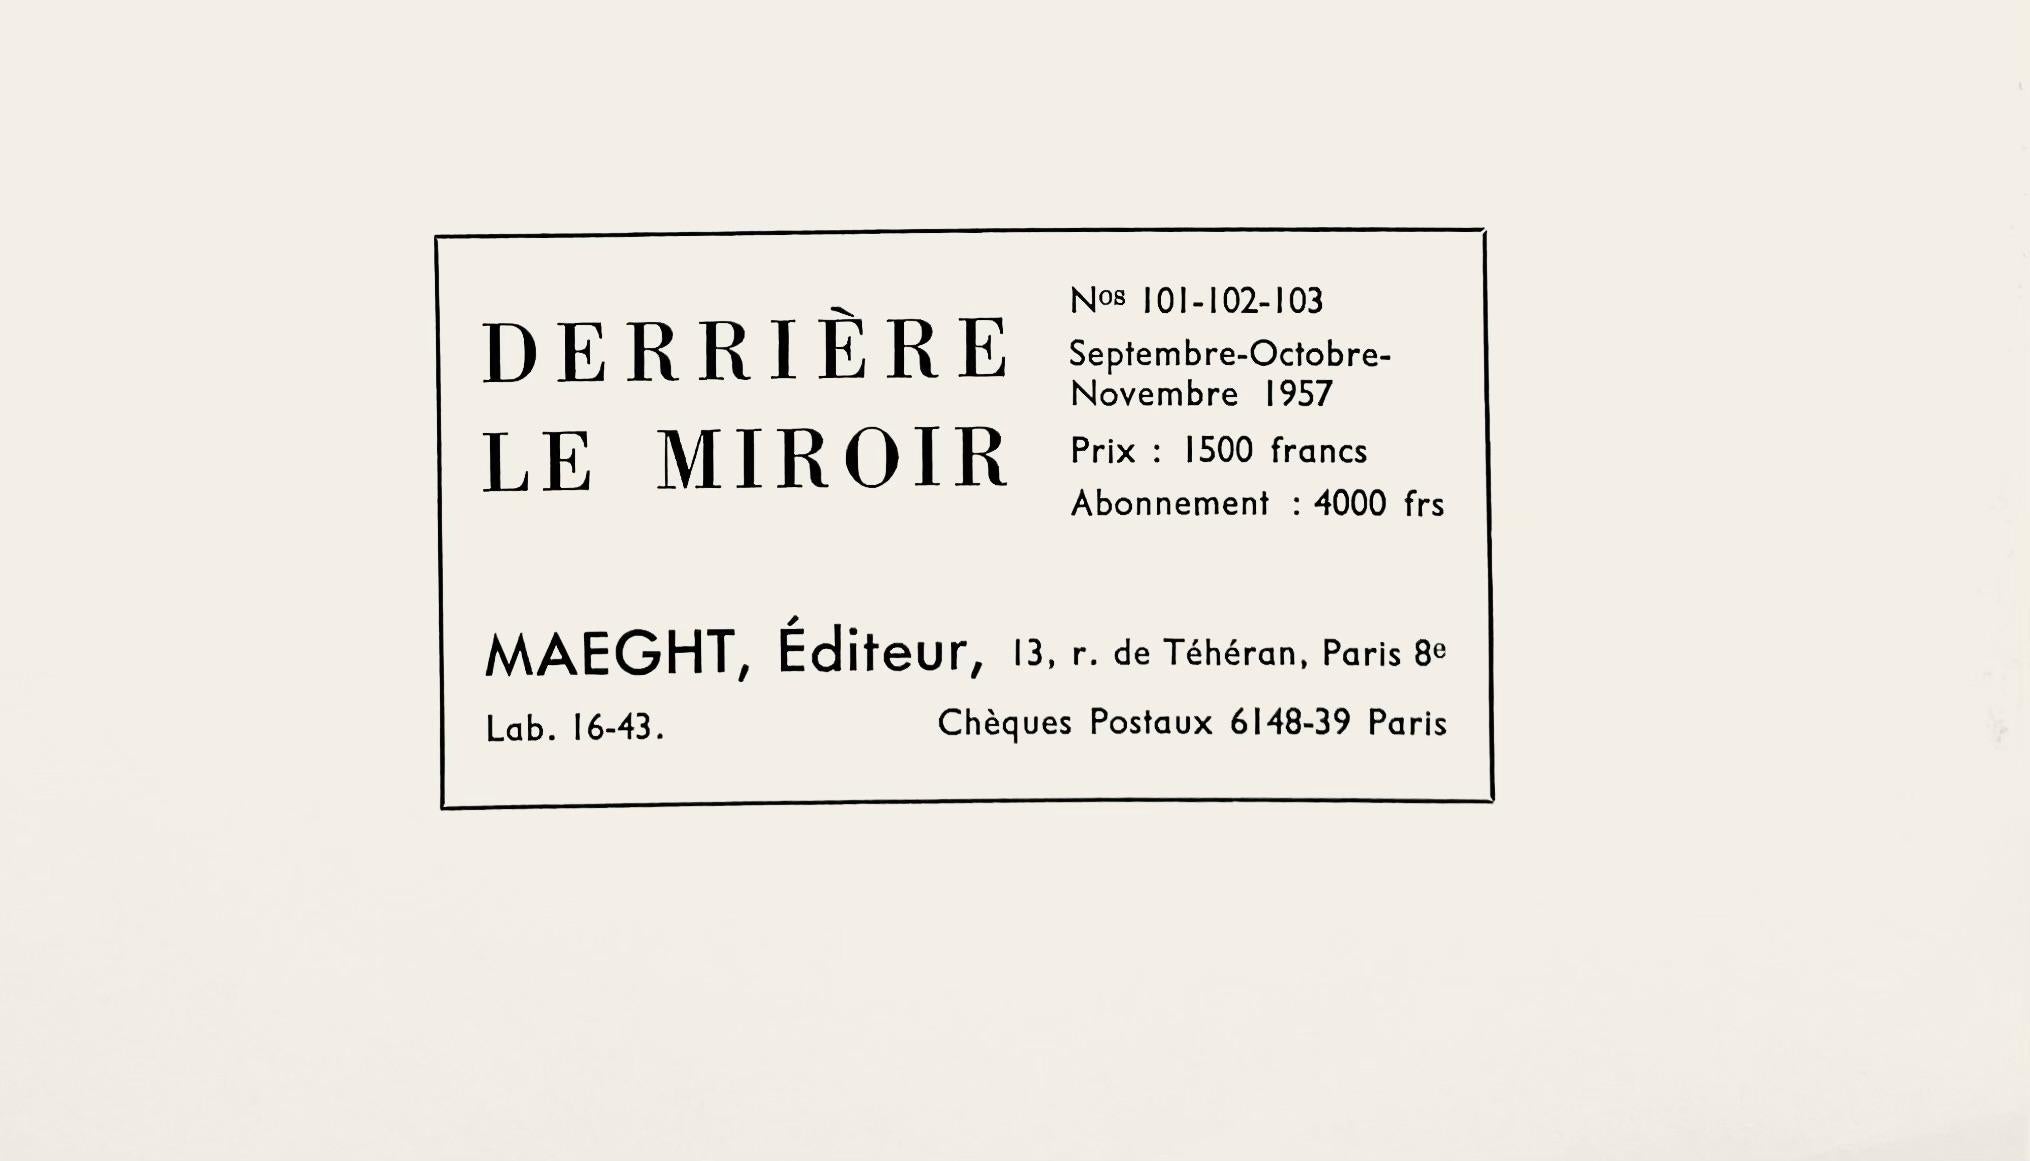 DERRIÈRE
LE MIROIR
Nos 101-102-103
Septembre-Octobre-
Novembre 1957
Prix : 1500 francs
Abonnement : 4000 frs
MAEGHT, Éditeur, 13, r. de Téhéran, Paris 8e
Lab. 16-43. Chèques Postaux 6148-39 Paris